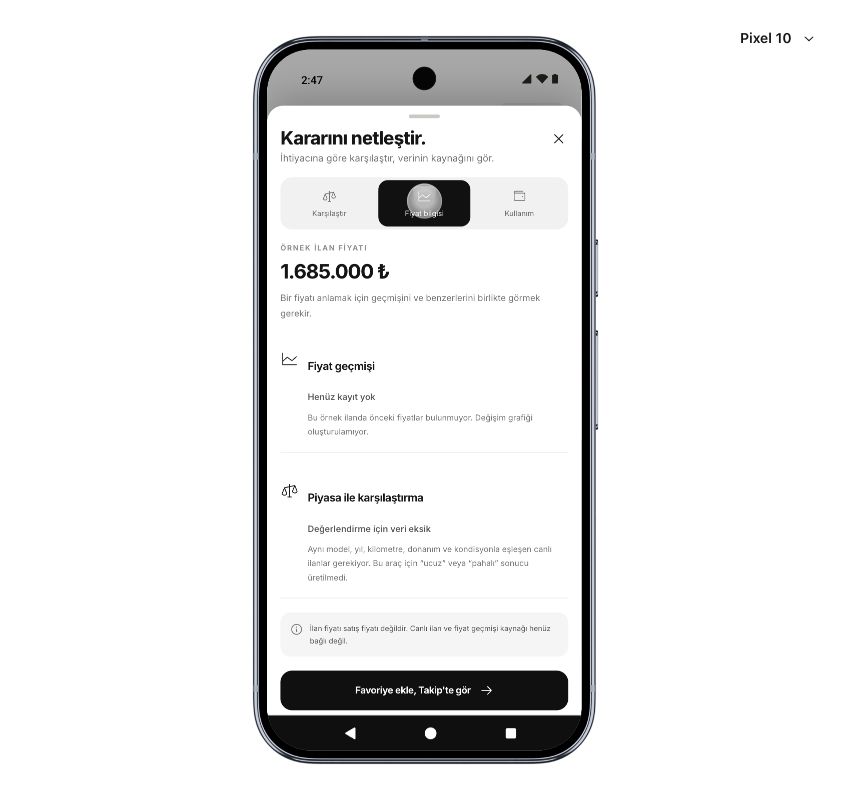 Pixel 10
2:47
Kararını netleştir.
İhtiyacına göre karşılaştır, verinin kaynağını gör.
Karşılaştır
Fiyat bilgisi
Kullanım
ÖRNEK İLAN FİYATI
1.685.000 ₺
Bir fiyatı anlamak için geçmişini ve benzerlerini birlikte görmek
gerekir.
Fiyat geçmişi
Henüz kayıt yok
Bu örnek ilanda önceki fiyatlar bulunmuyor. Değişim grafiği
oluşturulamıyor.
Piyasa ile karşılaştırma
Değerlendirme için veri eksik
Aynı model, yıl, kilometre, donanım ve kondisyonla eşleşen canlı
ilanlar gerekiyor. Bu araç için “ucuz” veya “pahalı” sonucu
üretilmedi.
İlan fiyatı satış fiyatı değildir. Canlı ilan ve fiyat geçmişi kaynağı henüz
bağlı değil.
Favoriye ekle, Takip'te gör